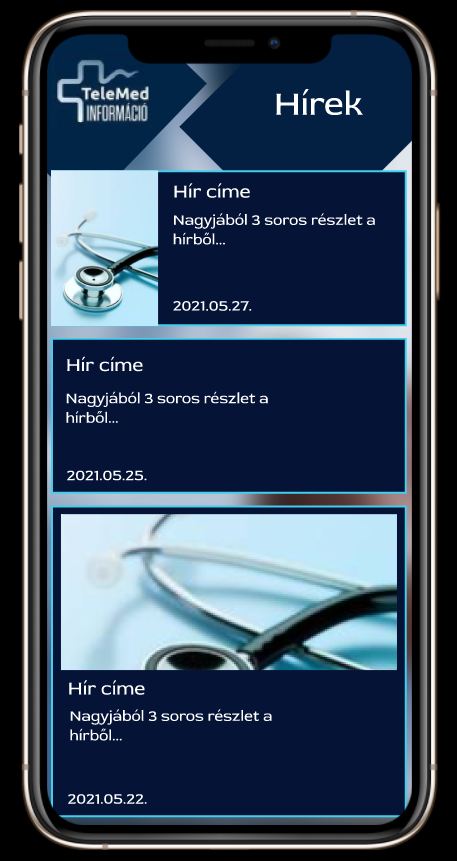 TeleMed
INFORMÁCIÓ
Hírek
Hír címe
Nagyjából 3 soros részlet a
hírből...
2021.05.27.
Hír címe
Nagyjából 3 soros részlet a
hírből...
2021.05.25.
Hír címe
Nagyjából 3 soros részlet a
hírből...
2021.05.22.